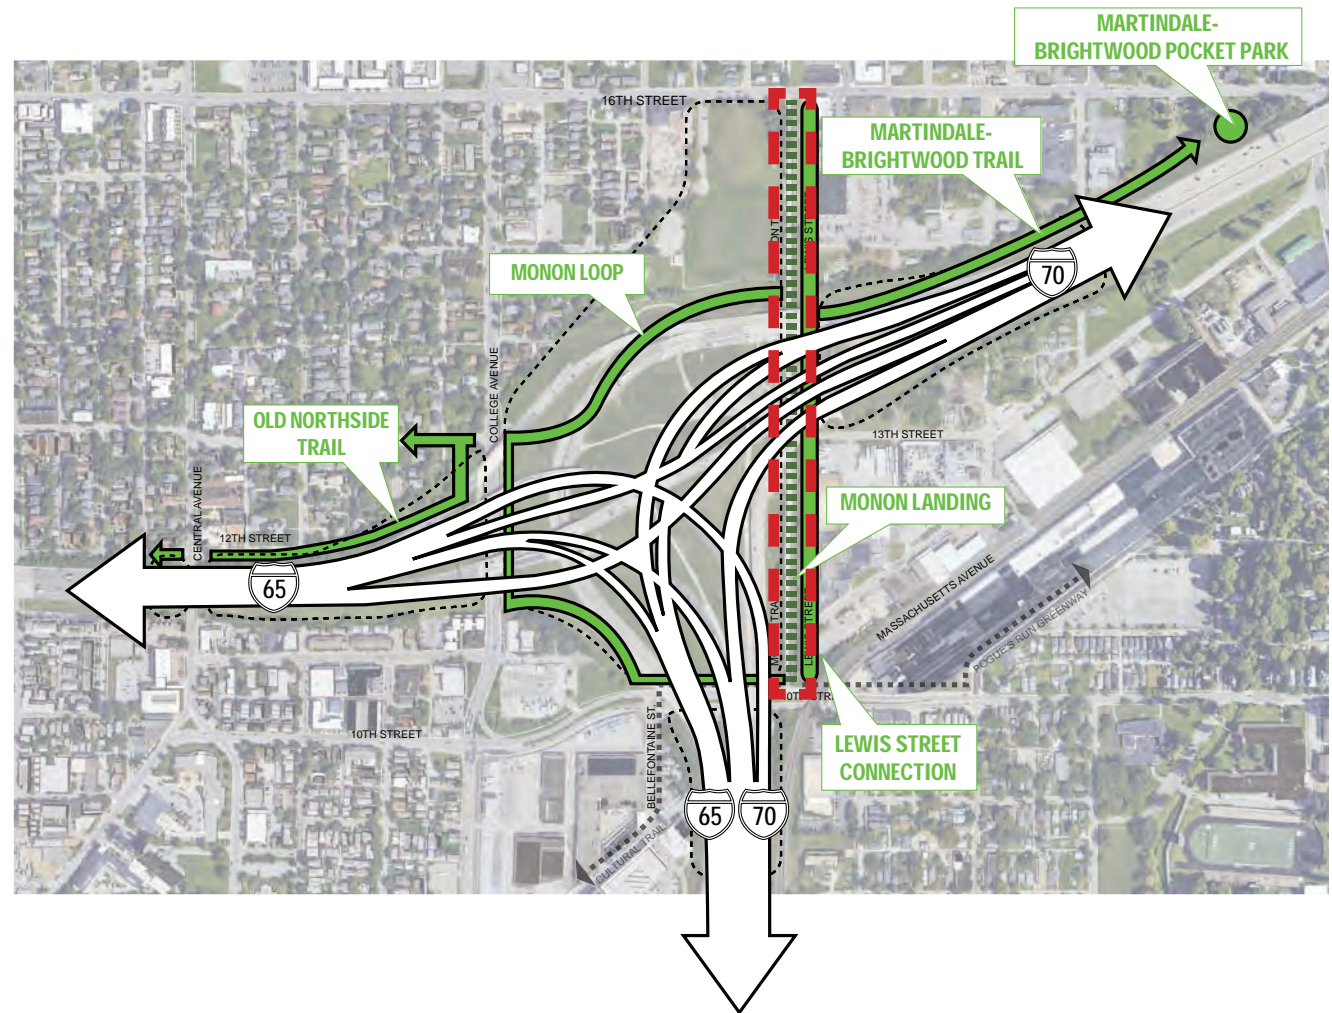 MARTINDALE-
BRIGHTWOOD POCKET PARK
16TH STREET
MARTINDALE-
BRIGHTWOOD TRAIL
MONON LOOP
70
COLLEGE AVENUE
OLD NORTHSIDE
TRAIL
13TH STREET
MONON LANDING
CENTRAL AVENUE
12TH STREET
65
MASSACHUSETTS AVENUE
POGUE'S RUN GREENWAY
10TH STREET
BELLEFONTAINE ST.
LEWIS STREET
CONNECTION
65
70
CULTURAL TRAIL